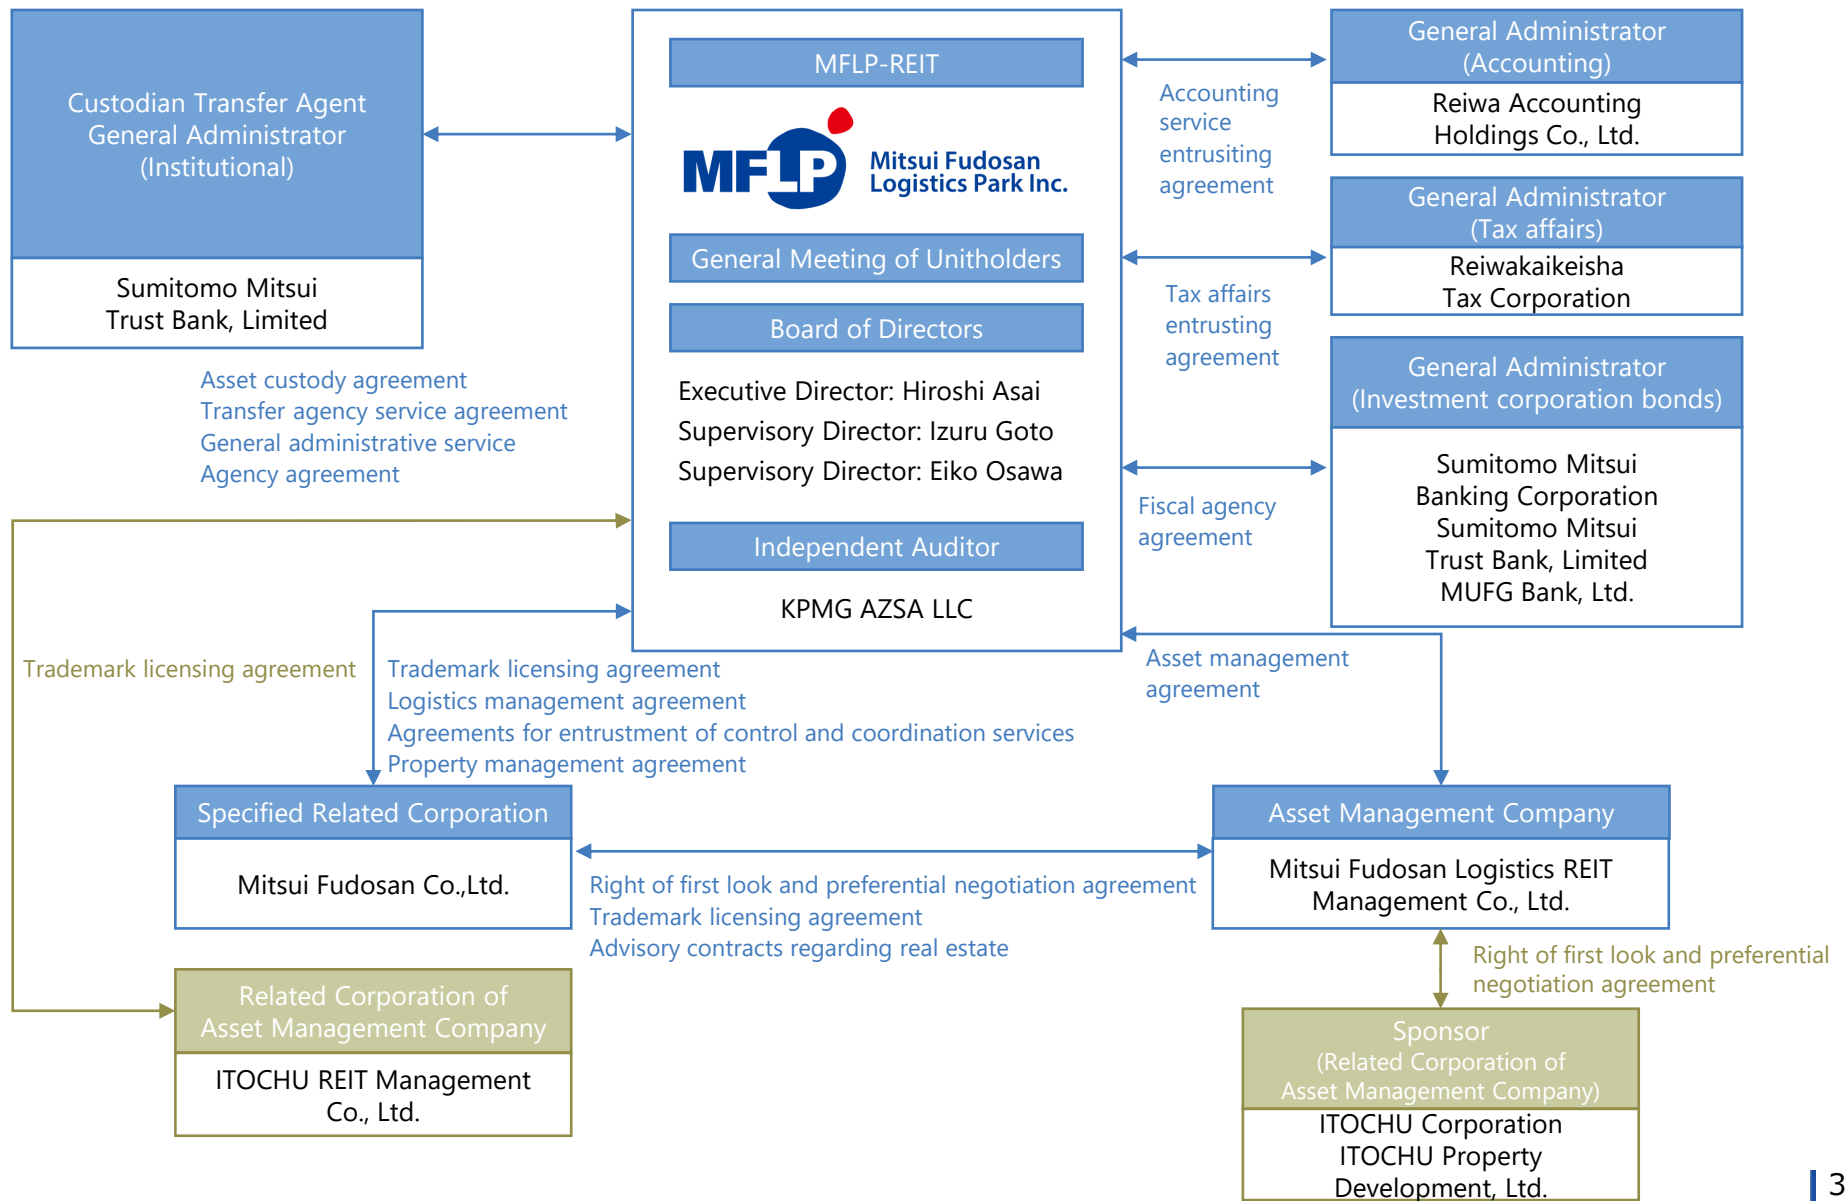 Custodian Transfer Agent
General Administrator
(Institutional)
Sumitomo Mitsui
Trust Bank, Limited
Asset custody agreement
Transfer agency service agreement
General administrative service
Agency agreement
MFLP-REIT
MFLP
Mitsui Fudosan
Logistics Park Inc.
General Meeting of Unitholders
Board of Directors
Executive Director: Hiroshi Asai
Supervisory Director: Izuru Goto
Supervisory Director: Eiko Osawa
Independent Auditor
KPMG AZSA LLC
Accounting
service
entrusiting
agreement
Tax affairs
entrusting
agreement
Fiscal agency
agreement
General Administrator
(Accounting)
Reiwa Accounting
Holdings Co., Ltd.
General Administrator
(Tax affairs)
Reiwakaikeisha
Tax Corporation
General Administrator
(Investment corporation bonds)
Sumitomo Mitsui
Banking Corporation
Sumitomo Mitsui
Trust Bank, Limited
MUFG Bank, Ltd.
Trademark licensing agreement
Trademark licensing agreement
Logistics management agreement
Agreements for entrustment of control and coordination services
Property management agreement
Asset management
agreement
Specified Related Corporation
Mitsui Fudosan Co.,Ltd.
Right of first look and preferential negotiation agreement
Trademark licensing agreement
Advisory contracts regarding real estate
Asset Management Company
Mitsui Fudosan Logistics REIT
Management Co., Ltd.
Right of first look and preferential
negotiation agreement
Related Corporation of
Asset Management Company
ITOCHU REIT Management
Co., Ltd.
Sponsor
(Related Corporation of
Asset Management Company)
ITOCHU Corporation
ITOCHU Property
Development, Ltd.
3